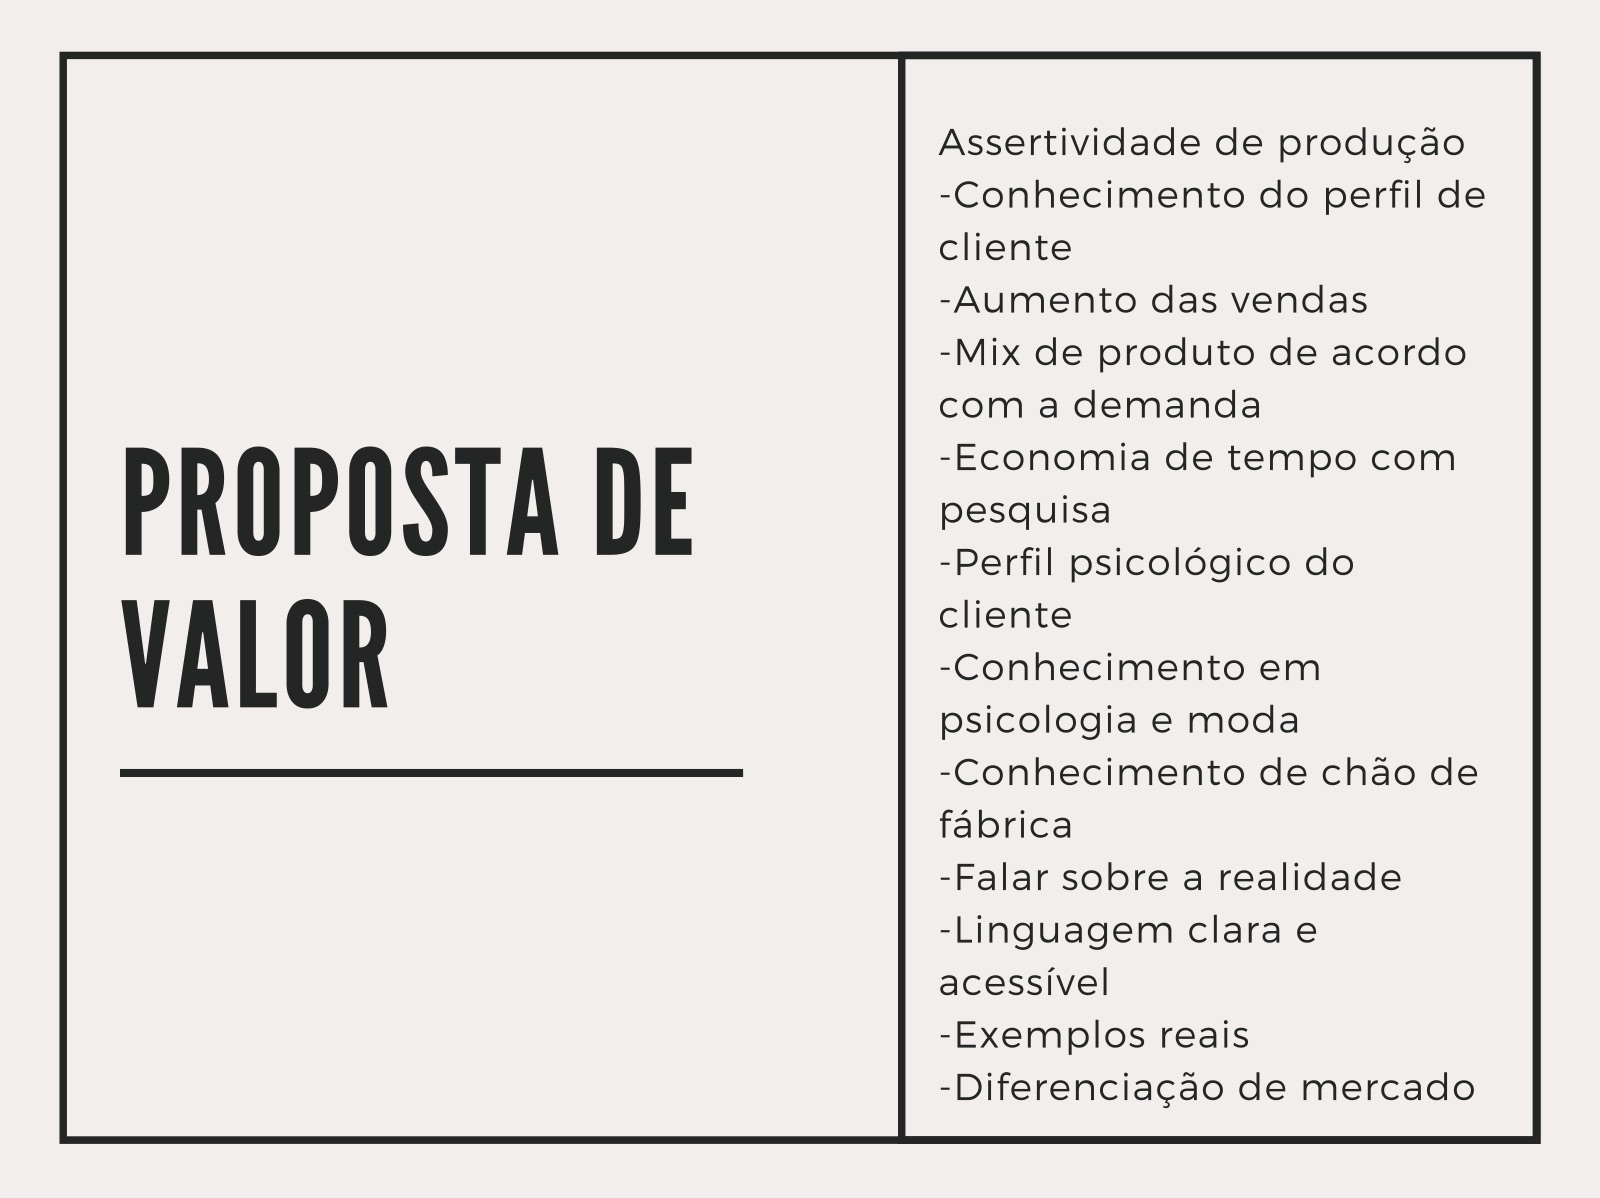 PROPOSTA DE
VALOR
Assertividade de produção
-Conhecimento do perfil de
cliente
-Aumento das vendas
-Mix de produto de acordo
com a demanda
-Economia de tempo com
pesquisa
-Perfil psicológico do
cliente
-Conhecimento em
psicologia e moda
-Conhecimento de chão de
fábrica
-Falar sobre a realidade
-Linguagem clara e
acessível
-Exemplos reais
-Diferenciação de mercado